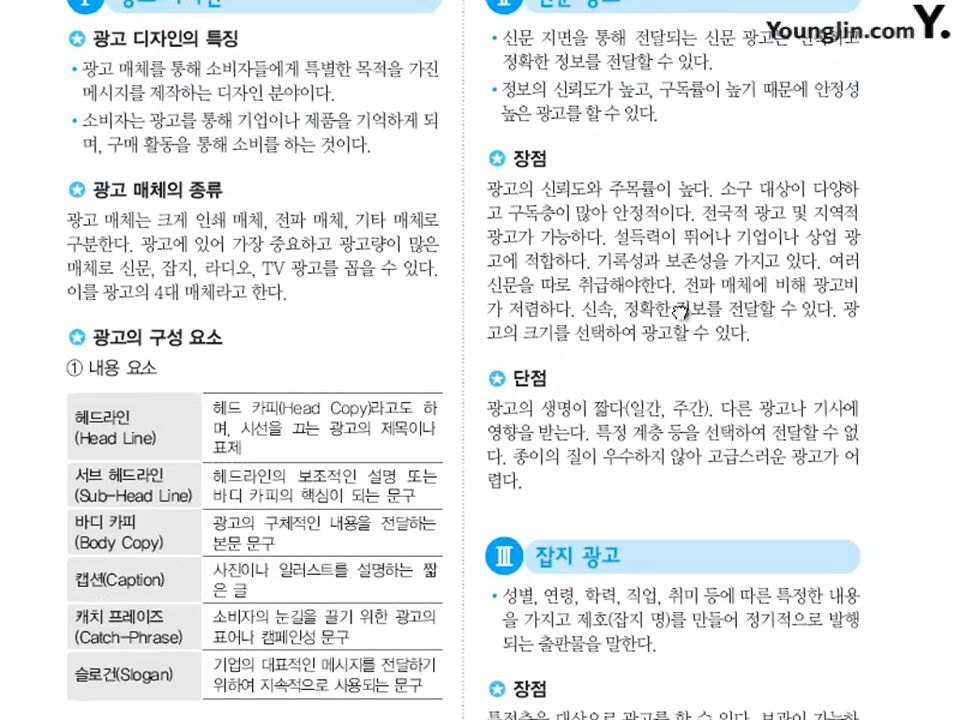 Younglin.com Y.
광고 디자인의 특징
• 광고 매체를 통해 소비자들에게 특별한 목적을 가진
메시지를 제작하는 디자인 분야이다.
• 소비자는 광고를 통해 기업이나 제품을 기억하게 되
며, 구매 활동을 통해 소비를 하는 것이다.
광고 매체의 종류
광고 매체는 크게 인쇄 매체, 전파 매체, 기타 매체로
구분한다. 광고에 있어 가장 중요하고 광고량이 많은
매체로 신문, 잡지, 라디오, TV 광고를 꼽을 수 있다.
이를 광고의 4대 매체라고 한다.
광고의 구성 요소
① 내용 요소
헤드라인
(Head Line)
헤드 카피(Head Copy)라고도 하
며, 시선을 끄는 광고의 제목이나
표제
서브 헤드라인
(Sub-Head Line)
헤드라인의 보조적인 설명 또는
바디 카피의 핵심이 되는 문구
바디 카피
(Body Copy)
광고의 구체적인 내용을 전달하는
본문 문구
캡션(Caption)
사진이나 일러스트를 설명하는 짧
은 글
캐치 프레이즈
(Catch-Phrase)
소비자의 눈길을 끌기 위한 광고의
표어나 캠페인성 문구
슬로건(Slogan)
기업의 대표적인 메시지를 전달하기
위하여 지속적으로 사용되는 문구
Ⅱ 신문 광고
• 신문 지면을 통해 전달되는 신문 광고는
정확한 정보를 전달할 수 있다.
• 정보의 신뢰도가 높고, 구독률이 높기 때문에 안정성
높은 광고를 할 수 있다.
장점
광고의 신뢰도와 주목률이 높다. 소구 대상이 다양하
고 구독층이 많아 안정적이다. 전국적 광고 및 지역적
광고가 가능하다. 설득력이 뛰어나 기업이나 상업 광
고에 적합하다. 기록성과 보존성을 가지고 있다. 여러
신문을 따로 취급해야한다. 전파 매체에 비해 광고비
가 저렴하다. 신속, 정확한 정보를 전달할 수 있다. 광
고의 크기를 선택하여 광고할 수 있다.
단점
광고의 생명이 짧다(일간, 주간). 다른 광고나 기사에
영향을 받는다. 특정 계층 등을 선택하여 전달할 수 없
다. 종이의 질이 우수하지 않아 고급스러운 광고가 어
렵다.
Ⅲ 잡지 광고
• 성별, 연령, 학력, 직업, 취미 등에 따른 특정한 내용
을 가지고 제호(잡지 명)를 만들어 정기적으로 발행
되는 출판물을 말한다.
장점
특정층을 대상으로 광고를 할 수 있다. 보관이 가능하